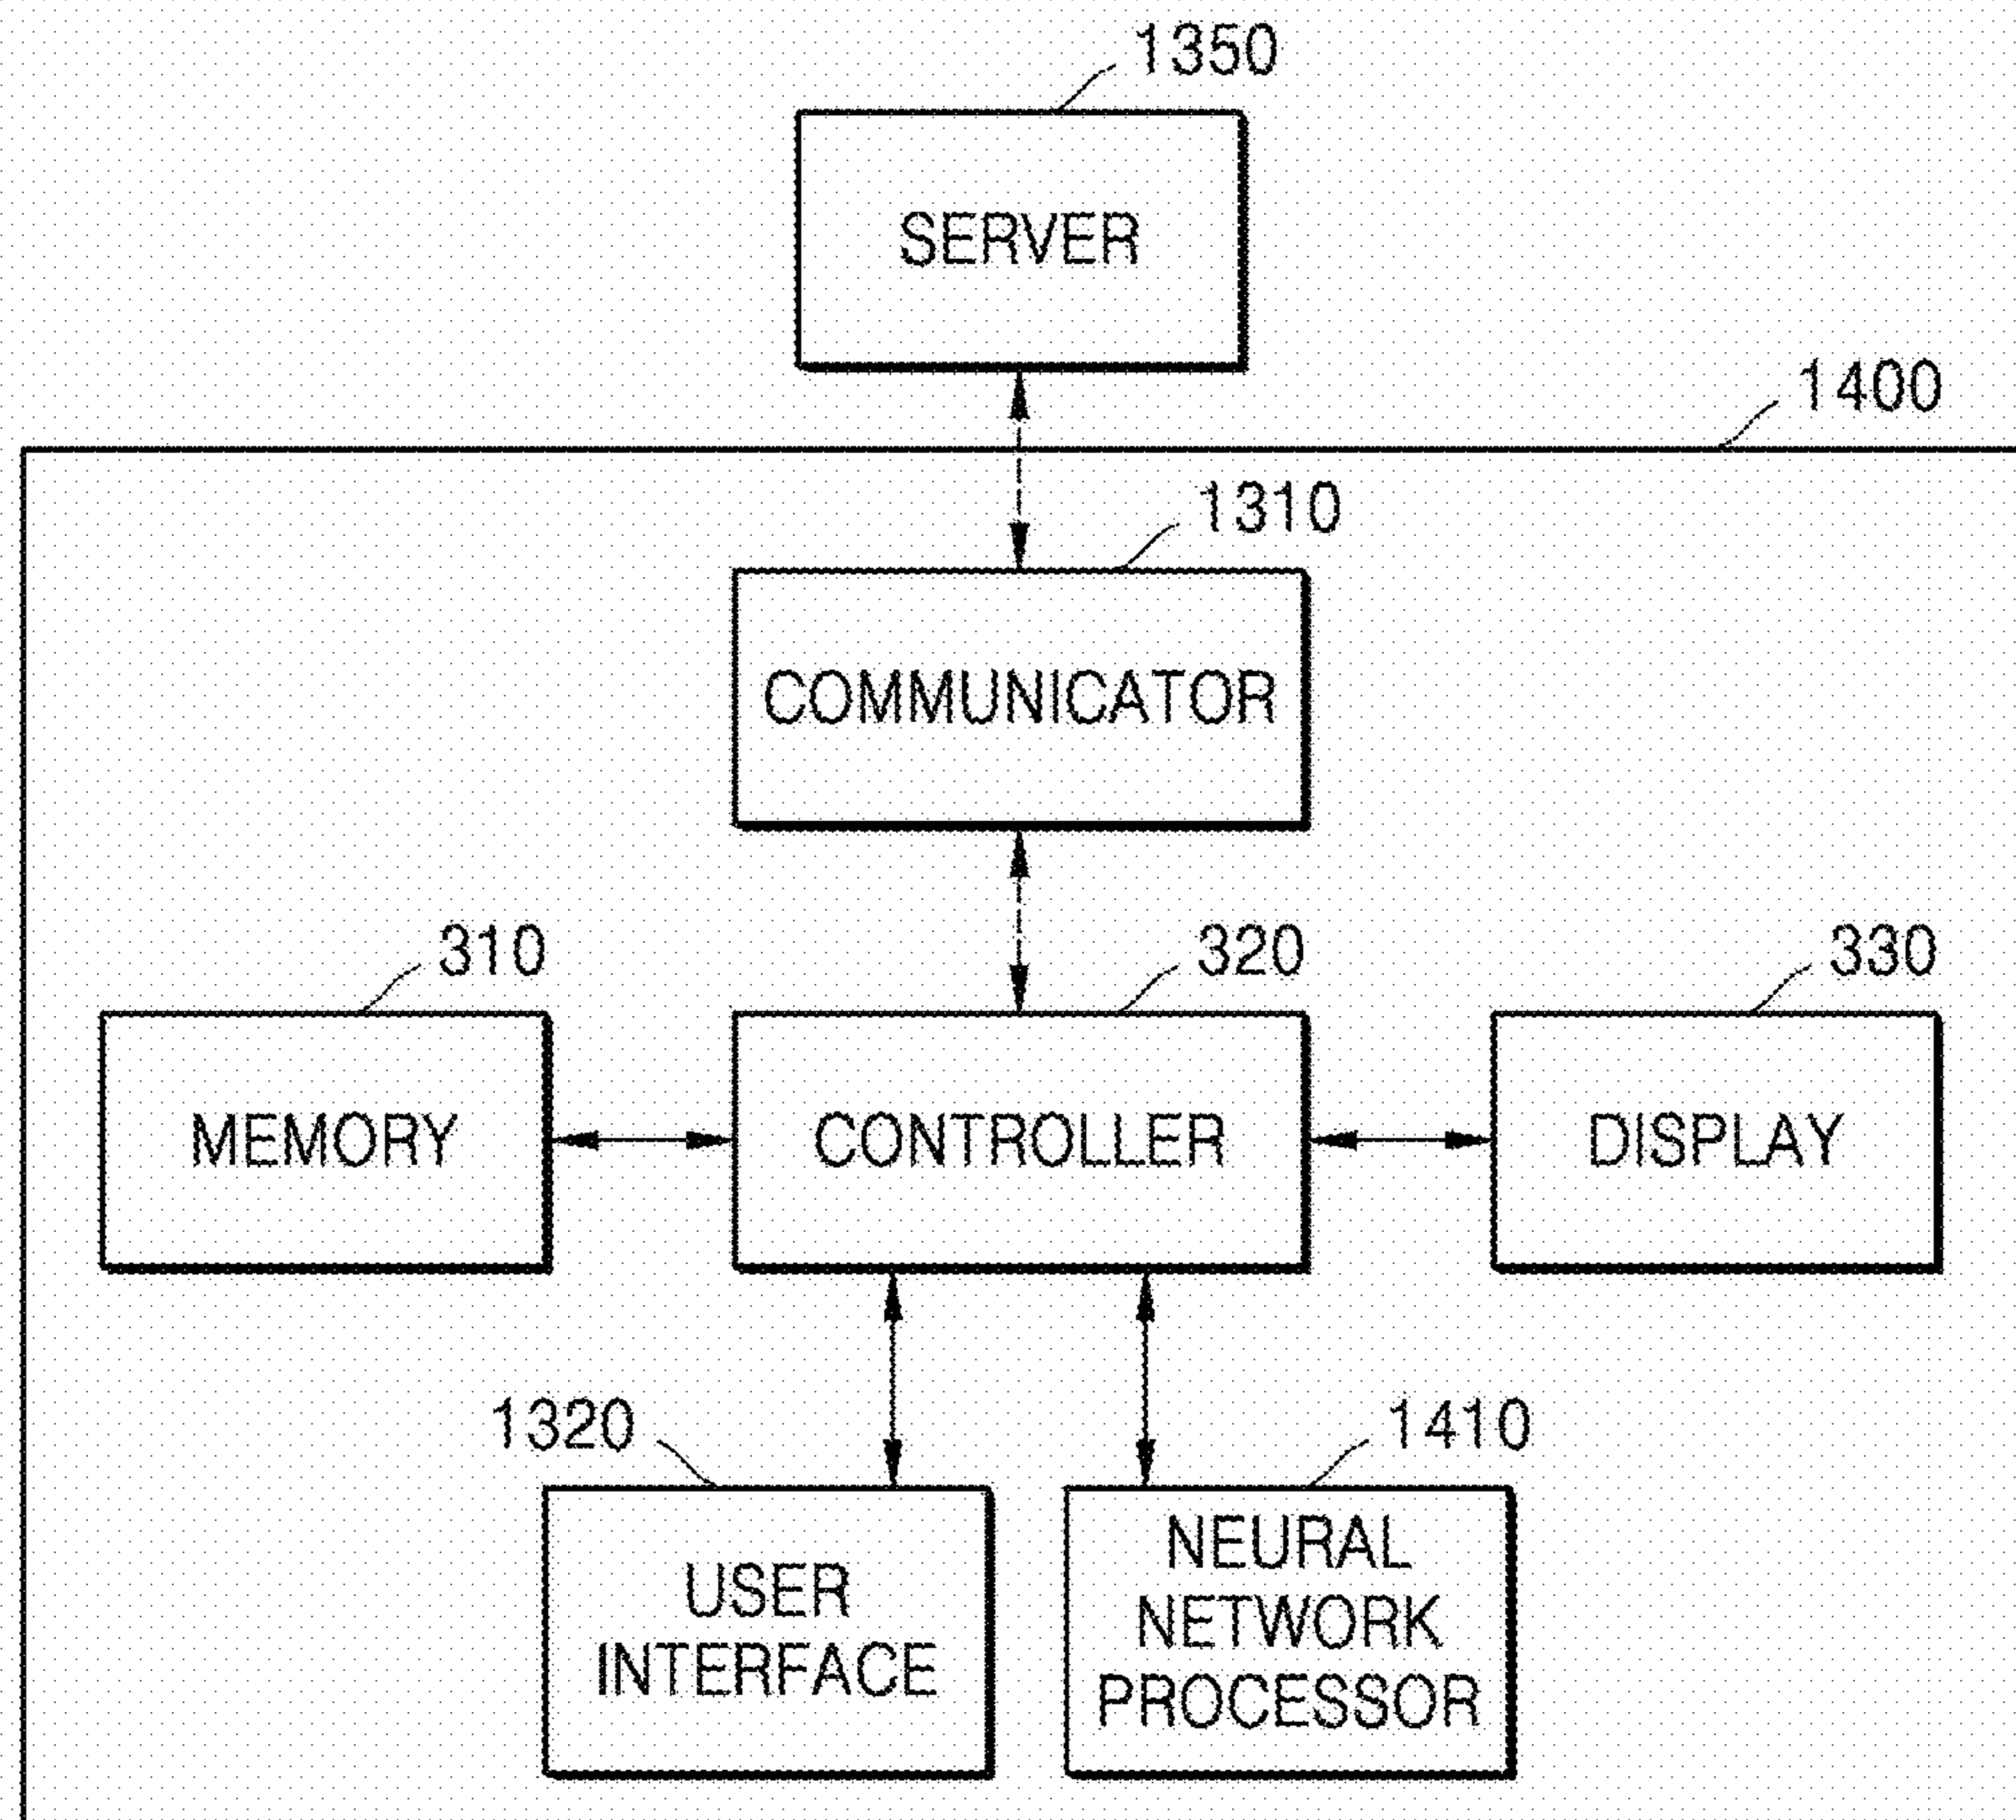 1350
SERVER
1400
1310
COMMUNICATOR
310
320
330
MEMORY
CONTROLLER
DISPLAY
1320
1410
USER
INTERFACE
NEURAL
NETWORK
PROCESSOR